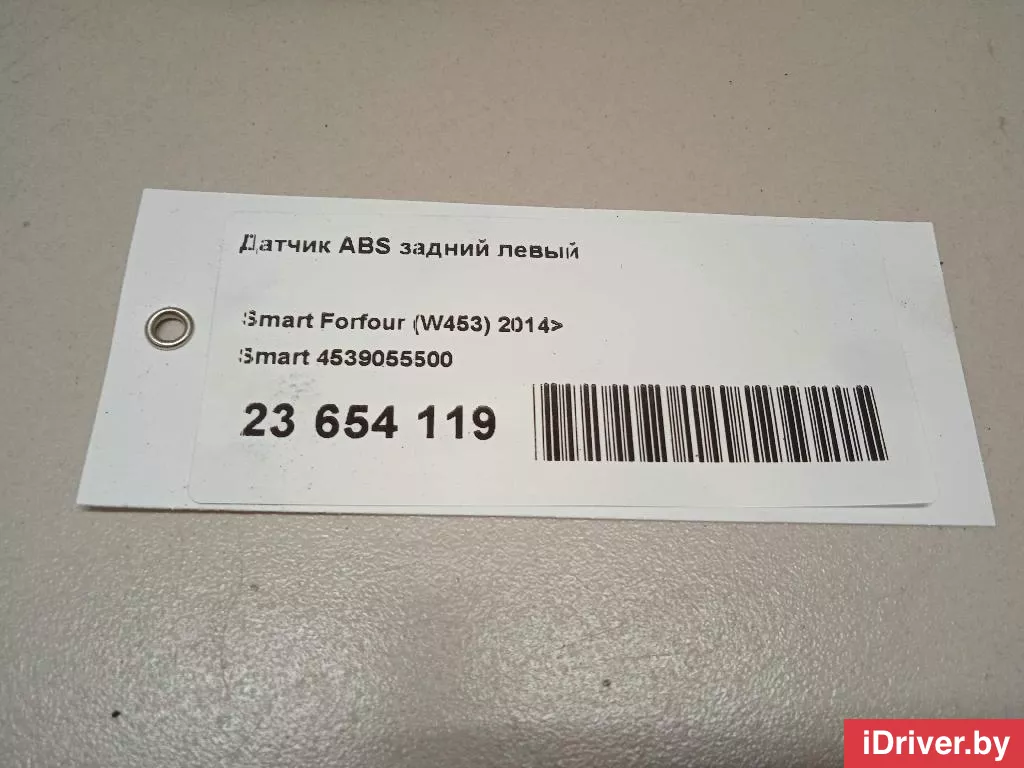 Датчик ABS задний левый
Smart Forfour (W453) 2014>
Smart 4539055500
23 654 119
iDriver.by